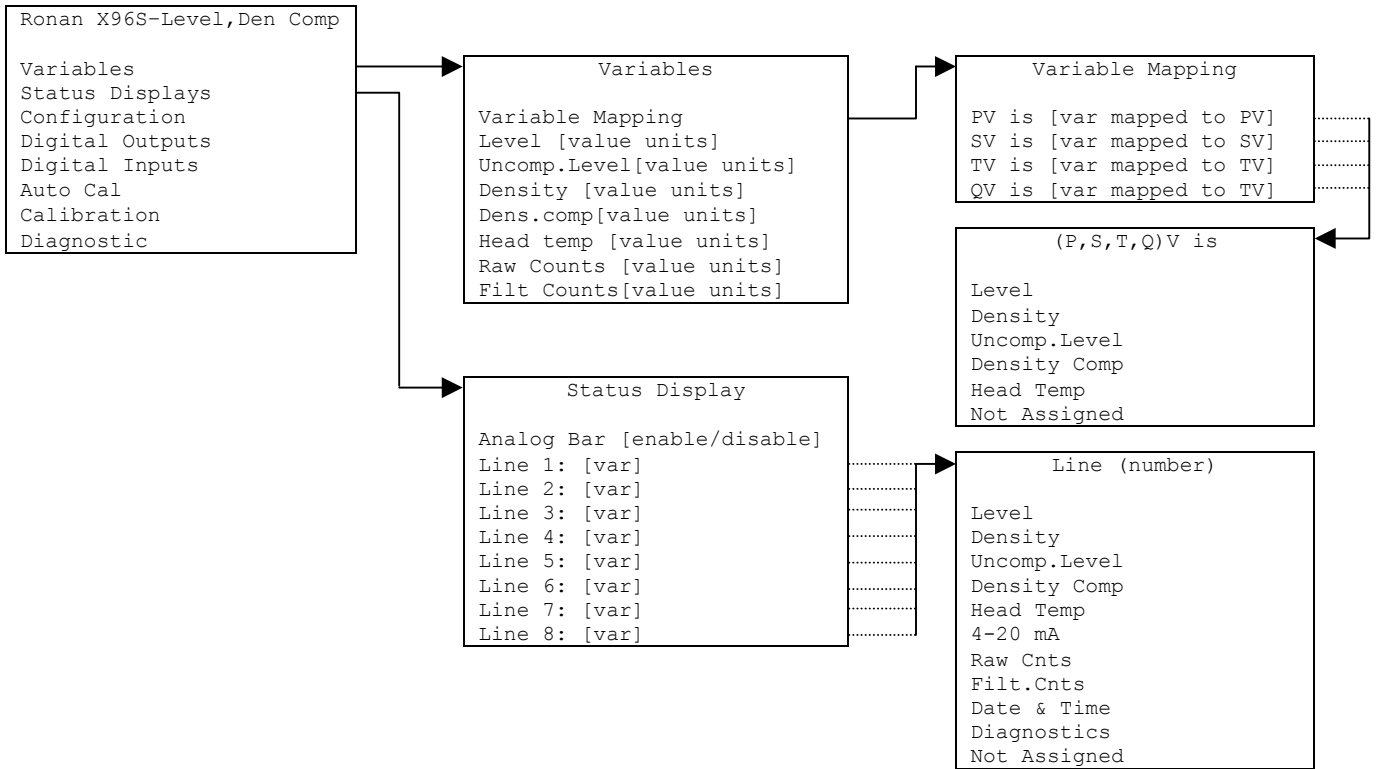 Ronan X96S-Level,Den Comp
Variables
Status Displays
Configuration
Digital Outputs
Digital Inputs
Auto Cal
Calibration
Diagnostic
Variables
Variable Mapping
Level [value units]
Uncomp.Level[value units]
Density [value units]
Dens.comp[value units]
Head temp [value units]
Raw Counts [value units]
Filt Counts[value units]
Variable Mapping
PV is [var mapped to PV]
SV is [var mapped to SV]
TV is [var mapped to TV]
QV is [var mapped to TV]
(P,S,T,Q)V is
Level
Density
Uncomp.Level
Density Comp
Head Temp
Not Assigned
Status Display
Analog Bar [enable/disable]
Line 1: [var]
Line 2: [var]
Line 3: [var]
Line 4: [var]
Line 5: [var]
Line 6: [var]
Line 7: [var]
Line 8: [var]
Line (number)
Level
Density
Uncomp.Level
Density Comp
Head Temp
4-20 mA
Raw Cnts
Filt.Cnts
Date & Time
Diagnostics
Not Assigned